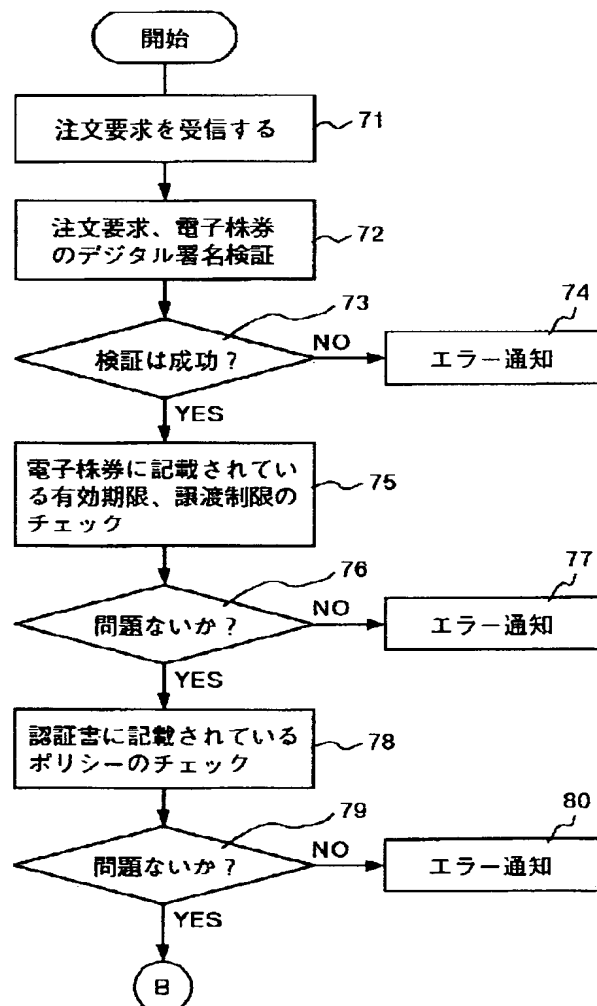 開始
注文要求を受信する
71
注文要求、電子株券
のデジタル署名検証
72
73
検証は成功？
NO
74
エラー通知
YES
電子株券に記載されてい
る有効期限、譲渡制限の
チェック
75
76
問題ないか？
NO
77
エラー通知
YES
認証書に記載されている
ポリシーのチェック
78
79
問題ないか？
NO
80
エラー通知
YES
B